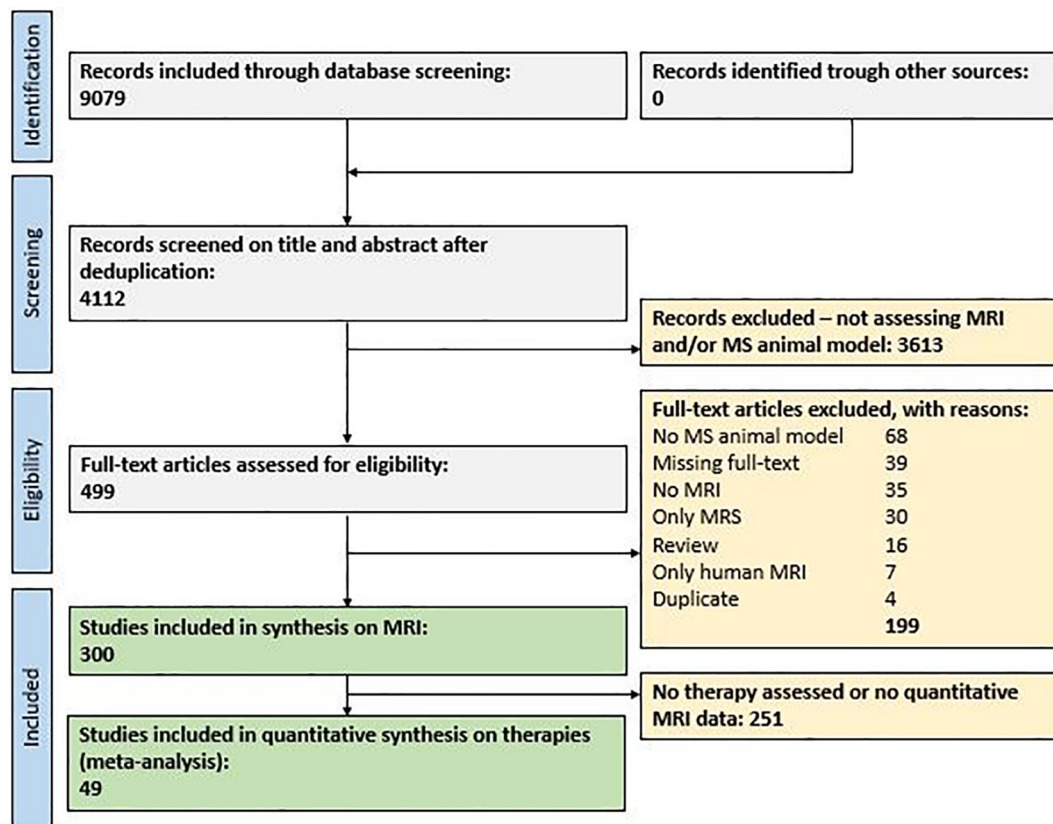 Identification
Records included through database screening:
9079
Records identified trough other sources:
0
Screening
Records screened on title and abstract after
deduplication:
4112
Records excluded – not assessing MRI
and/or MS animal model: 3613
Eligibility
Full-text articles assessed for eligibility:
499
Full-text articles excluded, with reasons:
No MS animal model 68
Missing full-text 39
No MRI 35
Only MRS 30
Review 16
Only human MRI 7
Duplicate 4
199
Included
Studies included in synthesis on MRI:
300
No therapy assessed or no quantitative
MRI data: 251
Studies included in quantitative synthesis on therapies
(meta-analysis):
49